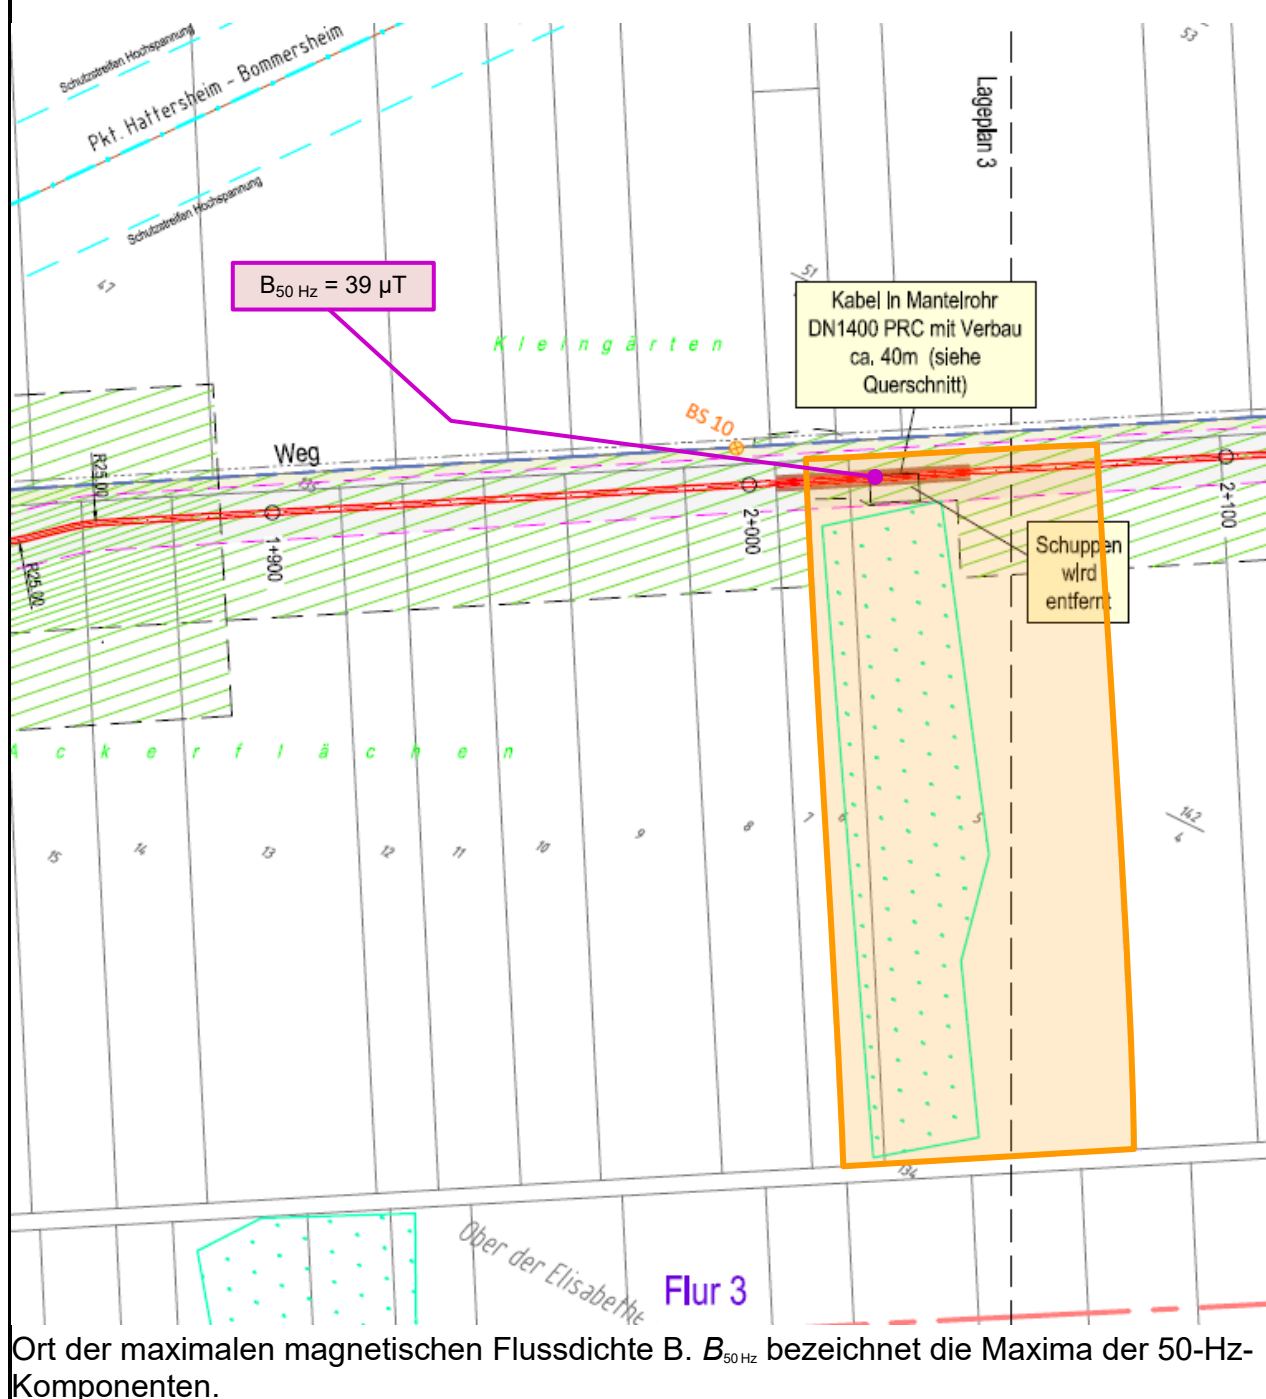 Schutzstreifen Hochspannung
Pkt. Hattersheim - Bommersheim
Schutzstreifen Hochspannung
47
53
Lageplan 3
B50 Hz = 39 µT
51
Kleingärten
Kabel in Mantelrohr
DN1400 PRC mit Verbau
ca. 40m (siehe
Querschnitt)
BS 10
Weg
R25.00
R25.00
1+900
2+000
2+100
Schuppen
wird
entfernt
Ackerflächen
15
14
13
12
11
10
9
8
7
6
5
142
4
134
Ober der Elisabethe
Flur 3
Ort der maximalen magnetischen Flussdichte B. B50 Hz bezeichnet die Maxima der 50-Hz-
Komponenten.